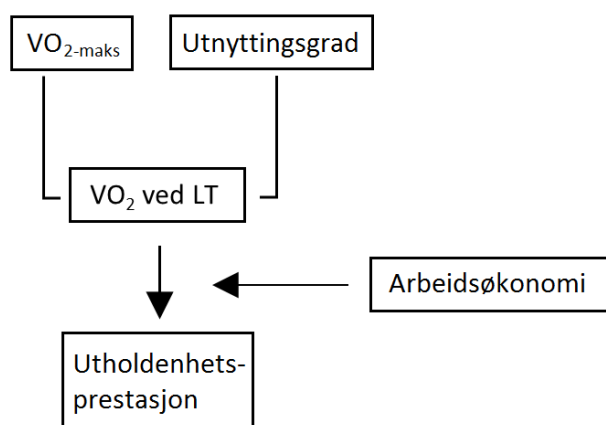 VO₂-maks
Utnyttingsgrad
VO₂ ved LT
Arbeidsøkonomi
Utholdenhets-
prestasjon